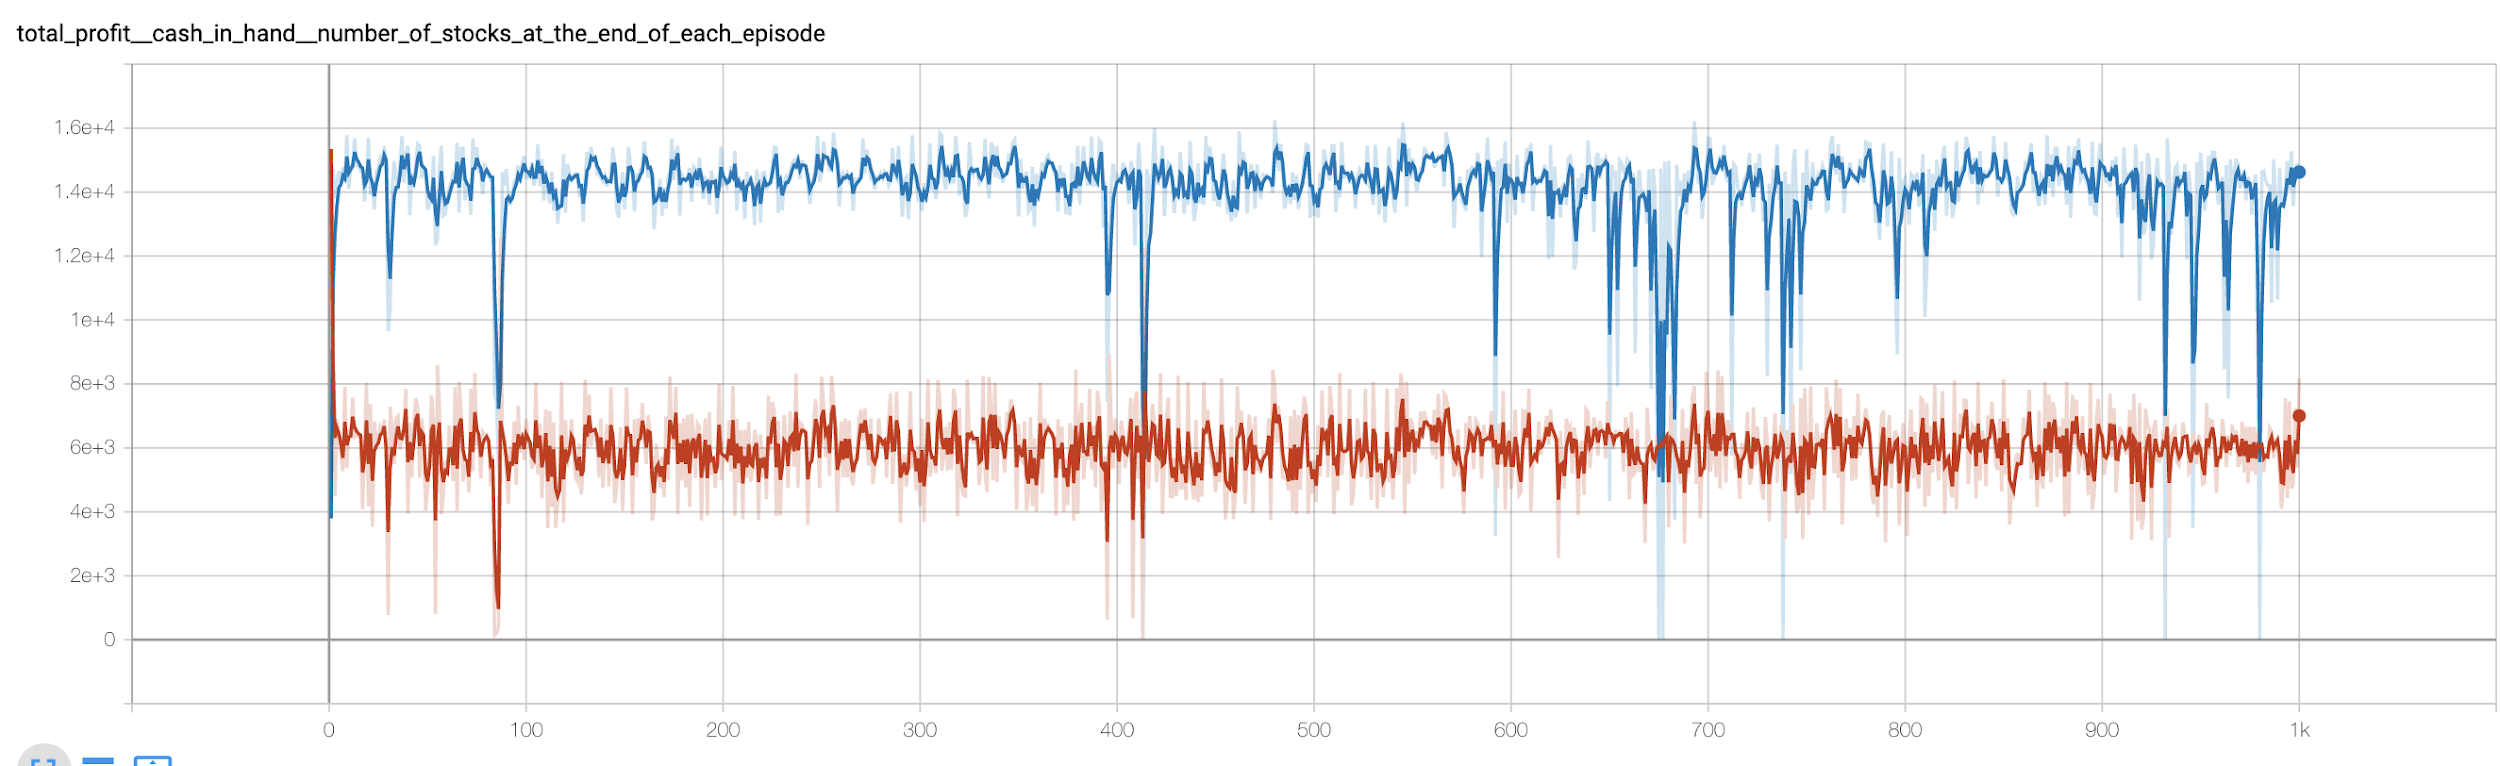 total_profit__cash_in_hand__number_of_stocks_at_the_end_of_each_episode
1.6e+4
1.4e+4
1.2e+4
1e+4
8e+3
6e+3
4e+3
2e+3
0
0 100 200 300 400 500 600 700 800 900 1k